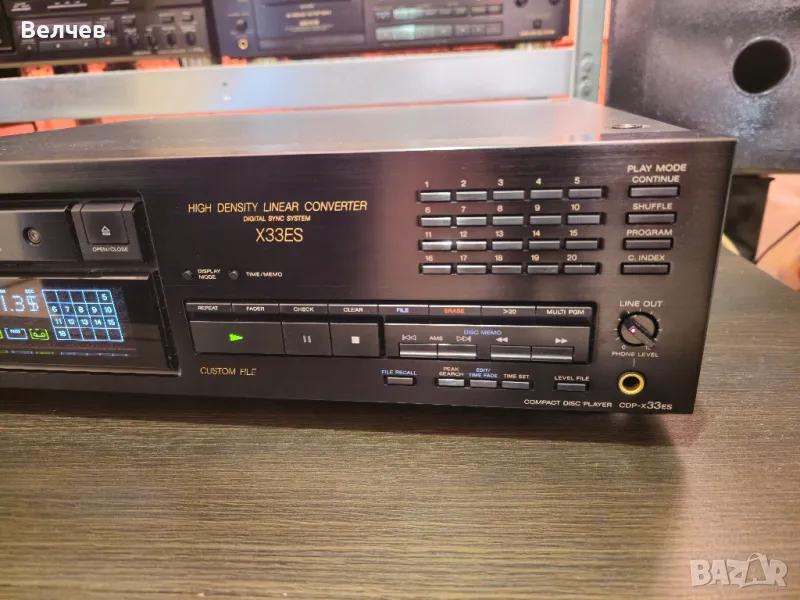 Велчев
HIGH DENSITY LINEAR CONVERTER
DIGITAL SYNC SYSTEM
X33ES
OPEN/CLOSE
DISPLAY MODE
TIME/MEMO
1 2 3 4 5
6 7 8 9 10
11 12 13 14 15
16 17 18 19 20
PLAY MODE
CONTINUE
SHUFFLE
PROGRAM
C. INDEX
REPEAT FADER CHECK CLEAR FILE ERASE >20 MULTI PGM
DISC MEMO
AMS
CUSTOM FILE
FILE RECALL
PEAK SEARCH
EDIT/TIME FADE
TIME SET
LEVEL FILE
LINE OUT
PHONE LEVEL
COMPACT DISC PLAYER CDP-X33ES
BAZAR